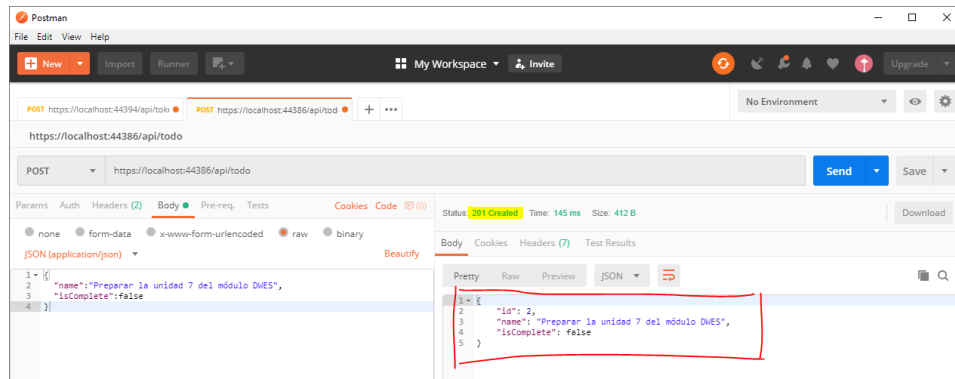 Postman
File Edit View Help
New Import Runner My Workspace Invite Upgrade
POST https://localhost:44394/api/tok POST https://localhost:44386/api/tod + ••• No Environment
https://localhost:44386/api/todo
POST https://localhost:44386/api/todo Send Save
Params Auth Headers (2) Body Pre-req. Tests Cookies Code (0)
Status: 201 Created Time: 145 ms Size: 412 B Download
none form-data x-www-form-urlencoded raw binary
Body Cookies Headers (7) Test Results
JSON (application/json) Beautify
Pretty Raw Preview JSON
1 {
2 "name":"Preparar la unidad 7 del módulo DWES",
3 "isComplete":false
4 }
1 {
2 "id": 2,
3 "name": "Preparar la unidad 7 del módulo DWES",
4 "isComplete": false
5 }